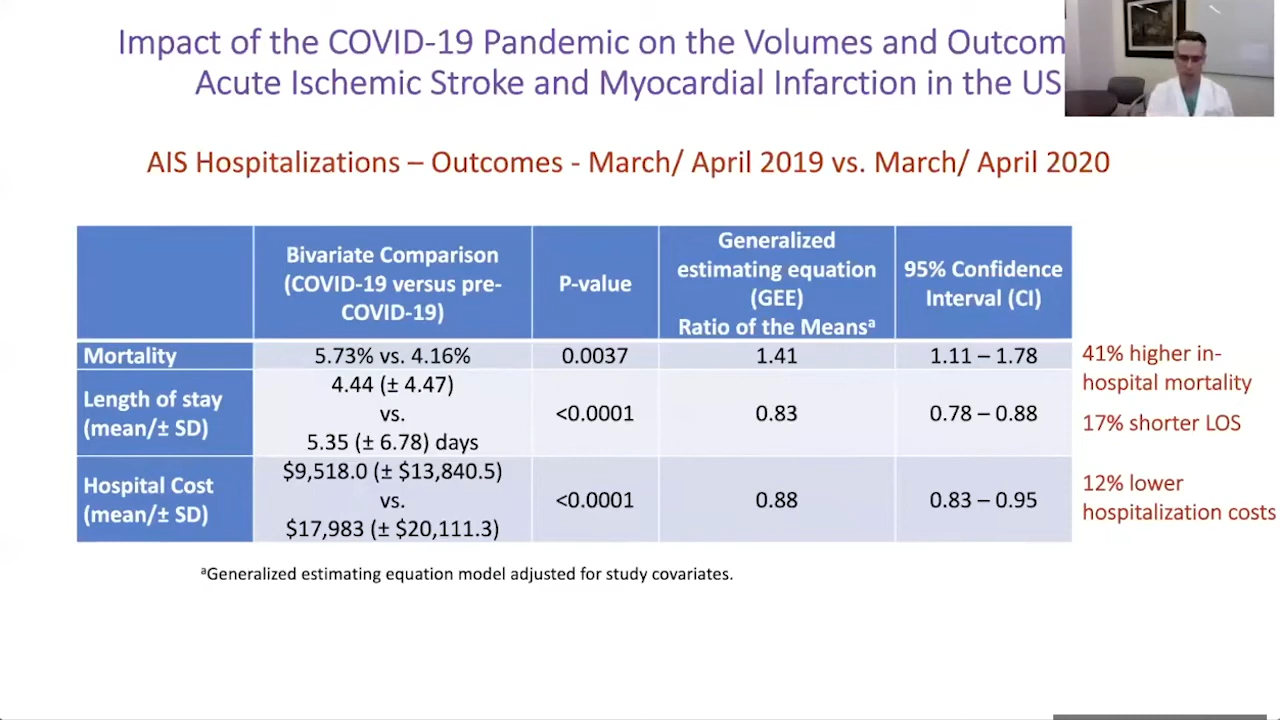 Impact of the COVID-19 Pandemic on the Volumes and
Acute Ischemic Stroke and Myocardial Infarction in the US
AIS Hospitalizations – Outcomes - March/ April 2019 vs. March/ April 2020
Bivariate Comparison
(COVID-19 versus pre-
COVID-19)
P-value
Generalized
estimating equation
(GEE)
Ratio of the Meansᵃ
95% Confidence
Interval (CI)
Mortality
5.73% vs. 4.16%
0.0037
1.41
1.11 – 1.78
41% higher in-
hospital mortality
Length of stay
(mean/± SD)
4.44 (± 4.47)
vs.
5.35 (± 6.78) days
<0.0001
0.83
0.78 – 0.88
17% shorter LOS
Hospital Cost
(mean/± SD)
$9,518.0 (± $13,840.5)
vs.
$17,983 (± $20,111.3)
<0.0001
0.88
0.83 – 0.95
12% lower
hospitalization costs
ᵃGeneralized estimating equation model adjusted for study covariates.